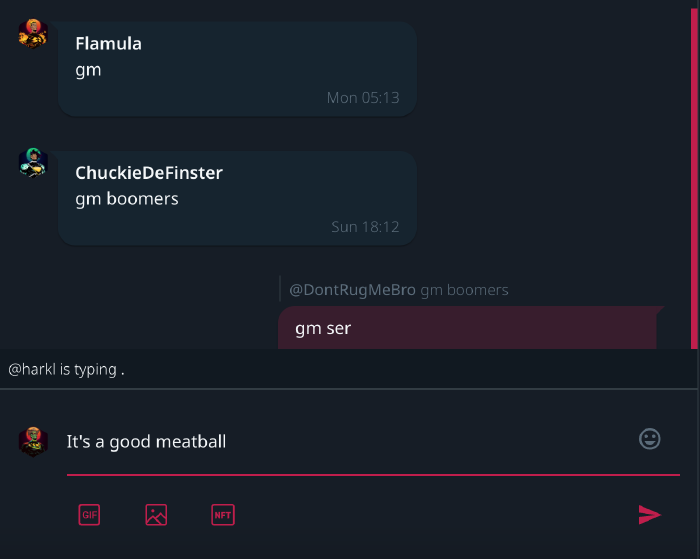 Flamula
gm
Mon 05:13
ChuckieDeFinster
gm boomers
Sun 18:12
@DontRugMeBro gm boomers
gm ser
@harkl is typing .
It's a good meatball
GIF
NFT